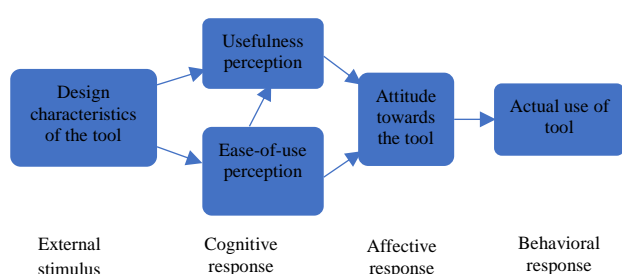 Usefulness
perception
Design
characteristics
of the tool
Attitude
towards
the tool
Actual use of
tool
Ease-of-use
perception
External
stimulus
Cognitive
response
Affective
response
Behavioral
response